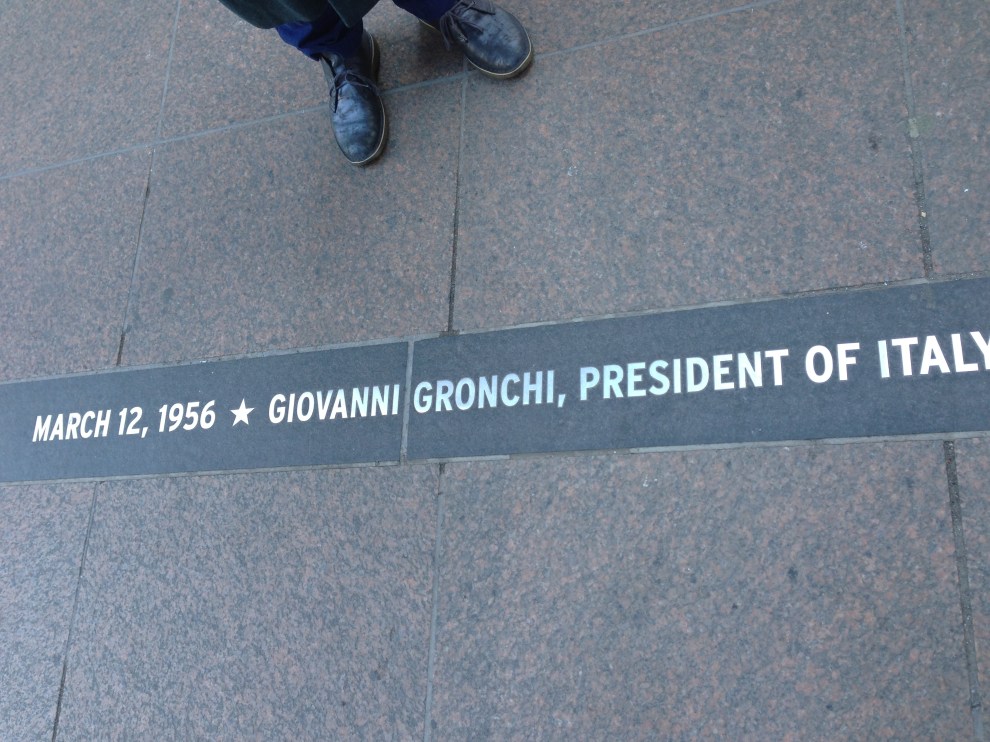 MARCH 12, 1956 ★ GIOVANNI GRONCHI, PRESIDENT OF ITALY